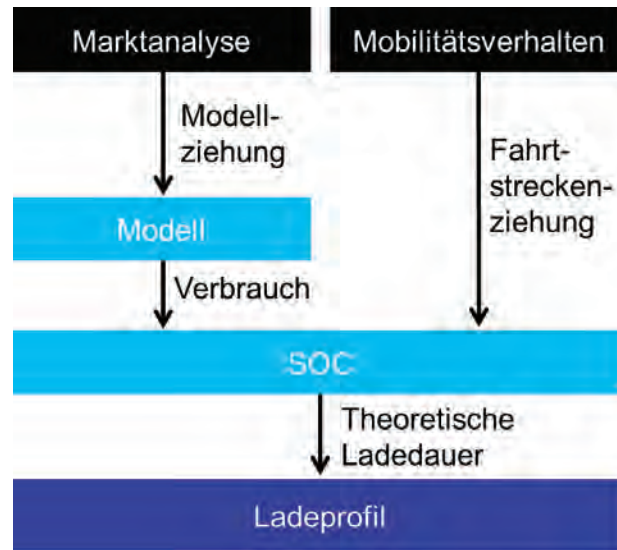 Marktanalyse
Mobilitätsverhalten
Modell-
ziehung
Fahrt-
strecken-
ziehung
Modell
Verbrauch
SOC
Theoretische
Ladedauer
Ladeprofil